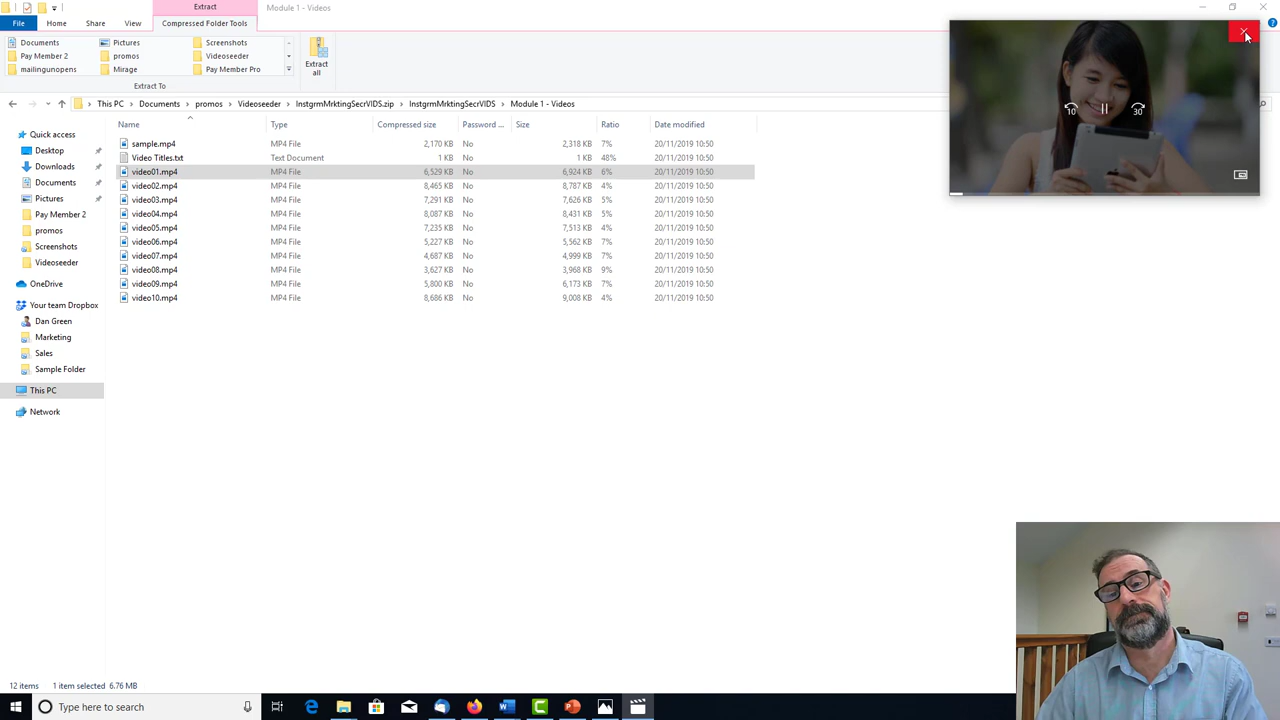 Extract
Module 1 - Videos
File Home Share View Compressed Folder Tools
Documents Pictures Screenshots
Pay Member 2 promos Videoseeder
mailingunopens Mirage Pay Member Pro
Extract all
Extract To
This PC Documents promos Videoseeder InstgrmMrktingSecrVIDS.zip InstgrmMrktingSecrVIDS Module 1 - Videos
Name Type Compressed size Password ... Size Ratio Date modified
sample.mp4 MP4 File 2,170 KB No 2,318 KB 7% 20/11/2019 10:50
Video Titles.txt Text Document 1 KB No 1 KB 48% 20/11/2019 10:50
video01.mp4 MP4 File 6,529 KB No 6,924 KB 6% 20/11/2019 10:50
video02.mp4 MP4 File 8,465 KB No 8,787 KB 4% 20/11/2019 10:50
video03.mp4 MP4 File 7,291 KB No 7,626 KB 5% 20/11/2019 10:50
video04.mp4 MP4 File 8,087 KB No 8,431 KB 5% 20/11/2019 10:50
video05.mp4 MP4 File 7,235 KB No 7,513 KB 4% 20/11/2019 10:50
video06.mp4 MP4 File 5,227 KB No 5,562 KB 7% 20/11/2019 10:50
video07.mp4 MP4 File 4,687 KB No 4,999 KB 7% 20/11/2019 10:50
video08.mp4 MP4 File 3,627 KB No 3,968 KB 9% 20/11/2019 10:50
video09.mp4 MP4 File 5,800 KB No 6,173 KB 7% 20/11/2019 10:50
video10.mp4 MP4 File 8,686 KB No 9,008 KB 4% 20/11/2019 10:50
Quick access
Desktop
Downloads
Documents
Pictures
Pay Member 2
promos
Screenshots
Videoseeder
OneDrive
Your team Dropbox
Dan Green
Marketing
Sales
Sample Folder
This PC
Network
10 30
12 items 1 item selected 6.76 MB
Type here to search